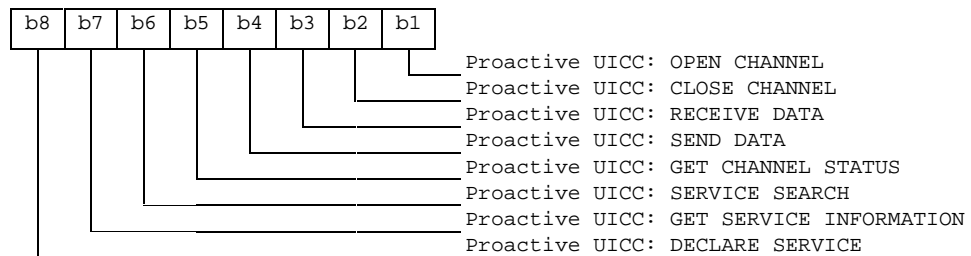 b8 b7 b6 b5 b4 b3 b2 b1
Proactive UICC: OPEN CHANNEL
Proactive UICC: CLOSE CHANNEL
Proactive UICC: RECEIVE DATA
Proactive UICC: SEND DATA
Proactive UICC: GET CHANNEL STATUS
Proactive UICC: SERVICE SEARCH
Proactive UICC: GET SERVICE INFORMATION
Proactive UICC: DECLARE SERVICE